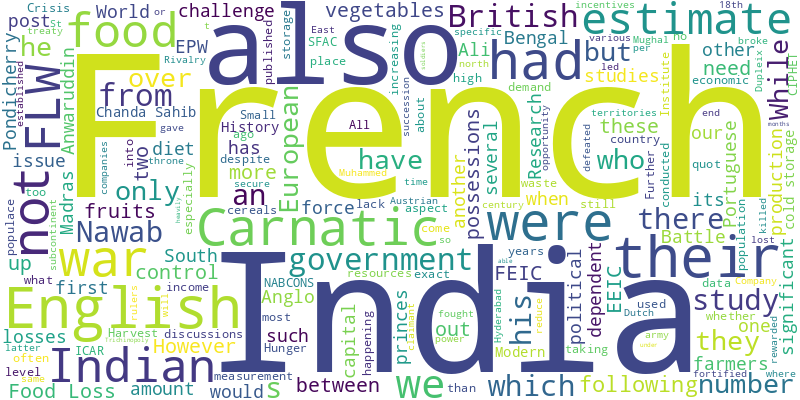 Crisis
World
or
challenge
vegetables
incentives
18th
St
post
East
SFAC
British
various
per
Mughal
no
treaty
he
food
EPW
Rivalry
t
published
storage
Ali
Bengal
specific
estimate
also
had
but
led
broke
Dupleix
Pondicherry
established
FLW
over
place
increasing
north
high
demand
studies
other
need
economic
CIPHET
While
from
Small
History
about
Institute
Anwaruddin
Chanda Sahib
ago
All
succession
Research
opportunity
these
country
our
French
issue
into
gave
two
diet
has
despite
European
have
who
Further
territories
end
months
not
only
more
possessions
several
Portuguese
production
cold storage
too
Madras
companies
throne
especially
an
Muhammed
another
when
defeated
conducted
quot
populace
fruits
cereals
force
lack
Austrian
its
waste
still
there
Nawab
Carnatic
come
aspect
century
so
were
Battle
population
killed
up
war
South
government
years
their
subcontinent
control
resources
exact
FEIC
political
dependent
data
company
lost
what
first
income
NABCONS
happening
princes
claimant
Hyderabad
EEIC
study
significant
English
rulers
will
Anglo
most
India
his
used
Dutch
whether
rewarded
losses
However
such
capital
out
Modern
reduce
able
they
one
farmers
latter
often
ICAR
Harvest
discussions
Hunger
fought
power
taking
army
under
fortified
where
level
same
Trichinopoly
measurement
time
soldiers
heavily
secure
Indian
Food Loss
amount
would
s
between
we
than
which
following
number